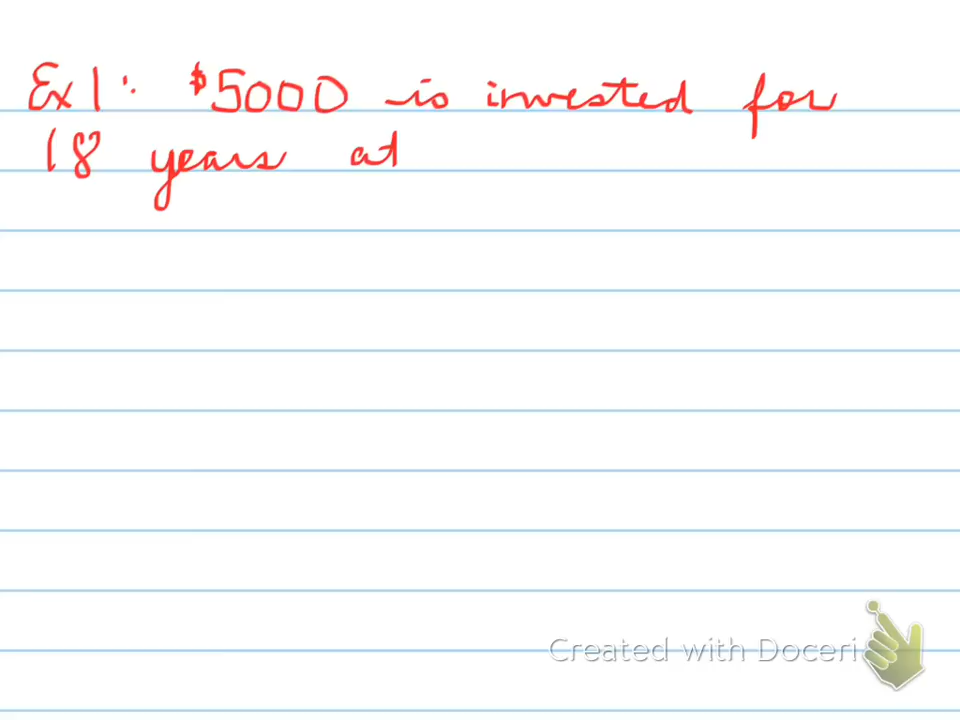 Ex 1: $5000 is invested for
18 years at
Created with Doceri